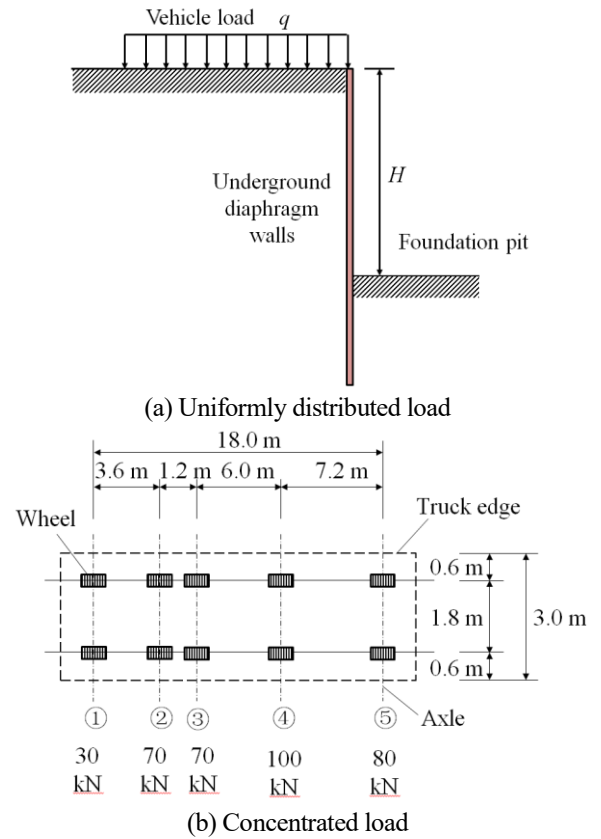 Vehicle load q
H
Underground
diaphragm
walls
Foundation pit
(a) Uniformly distributed load
18.0 m
3.6 m 1.2 m 6.0 m 7.2 m
Wheel
Truck edge
0.6 m
1.8 m
3.0 m
0.6 m
① ② ③ ④ ⑤ Axle
30 70 70 100 80
kN kN kN kN kN
(b) Concentrated load